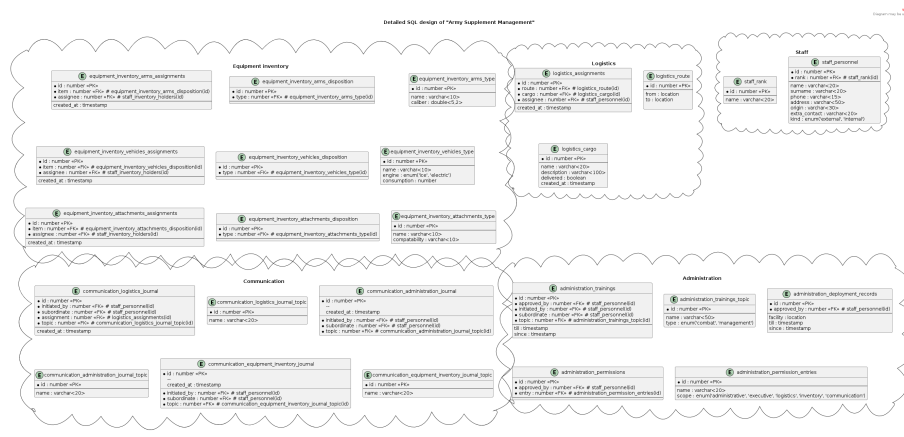 Detailed SQL design of "Army Supplement Management"
Equipment Inventory
E equipment_inventory_arms_assignments
id : number «PK»
item : number «FK» # equipment_inventory_arms_disposition(id)
assignee : number «FK» # staff_inventory_holders(id)
created_at : timestamp
E equipment_inventory_arms_disposition
id : number «PK»
type : number «FK» # equipment_inventory_arms_type(id)
E equipment_inventory_arms_type
id : number «PK»
name : varchar<10>
caliber : double<5,2>
E equipment_inventory_vehicles_assignments
id : number «PK»
item : number «FK» # equipment_inventory_vehicles_disposition(id)
assignee : number «FK» # staff_inventory_holders(id)
created_at : timestamp
E equipment_inventory_vehicles_disposition
id : number «PK»
type : number «FK» # equipment_inventory_vehicles_type(id)
E equipment_inventory_vehicles_type
id : number «PK»
name : varchar<10>
engine : enum('ice', 'electric')
consumption : number
E equipment_inventory_attachments_assignments
id : number «PK»
item : number «FK» # equipment_inventory_attachments_disposition(id)
assignee : number «FK» # staff_inventory_holders(id)
created_at : timestamp
E equipment_inventory_attachments_disposition
id : number «PK»
type : number «FK» # equipment_inventory_attachments_type(id)
E equipment_inventory_attachments_type
id : number «PK»
name : varchar<10>
compatability : varchar<10>
Logistics
E logistics_assignments
id : number «PK»
route : number «FK» # logistics_route(id)
cargo : number «FK» # logistics_cargo(id)
assignee : number «FK» # staff_personnel(id)
created_at : timestamp
E logistics_route
id : number «PK»
from : location
to : location
E logistics_cargo
id : number «PK»
name : varchar<20>
description : varchar<100>
delivered : boolean
created_at : timestamp
Staff
E staff_rank
id : number «PK»
name : varchar<20>
E staff_personnel
id : number «PK»
rank : number «FK» # staff_rank(id)
name : varchar<20>
surname : varchar<20>
phone : varchar<15>
address : varchar<50>
origin : varchar<30>
extra_contact : varchar<20>
kind : enum('external', 'internal')
Communication
E communication_logistics_journal
id : number «PK»
initiated_by : number «FK» # staff_personnel(id)
subordinate : number «FK» # staff_personnel(id)
assignment : number «FK» # logistics_assignments(id)
topic : number «FK» # communication_logistics_journal_topic(id)
created_at : timestamp
E communication_logistics_journal_topic
id : number «PK»
name : varchar<20>
E communication_administration_journal
id : number «PK»
--
created_at : timestamp
initiated_by : number «FK» # staff_personnel(id)
subordinate : number «FK» # staff_personnel(id)
topic : number «FK» # communication_administration_journal_topic(id)
E communication_administration_journal_topic
id : number «PK»
name : varchar<20>
E communication_equipment_inventory_journal
id : number «PK»
--
created_at : timestamp
initiated_by : number «FK» # staff_personnel(id)
subordinate : number «FK» # staff_personnel(id)
topic : number «FK» # communication_equipment_inventory_journal_topic(id)
E communication_equipment_inventory_journal_topic
id : number «PK»
name : varchar<20>
Administration
E administration_trainings
id : number «PK»
approved_by : number «FK» # staff_personnel(id)
initiated_by : number «FK» # staff_personnel(id)
subordinate : number «FK» # staff_personnel(id)
topic : number «FK» # administration_trainings_topic(id)
till : timestamp
since : timestamp
E administration_trainings_topic
id : number «PK»
name : varchar<50>
type : enum('combat', 'management')
E administration_deployment_records
id : number «PK»
approved_by : number «FK» # staff_personnel(id)
facility : location
till : timestamp
since : timestamp
E administration_permissions
id : number «PK»
approved_by : number «FK» # staff_personnel(id)
entry : number «FK» # administration_permission_entries(id)
E administration_permission_entries
id : number «PK»
name : varchar<20>
scope : enum('administrative', 'executive', 'logistics', 'inventory', 'communication')